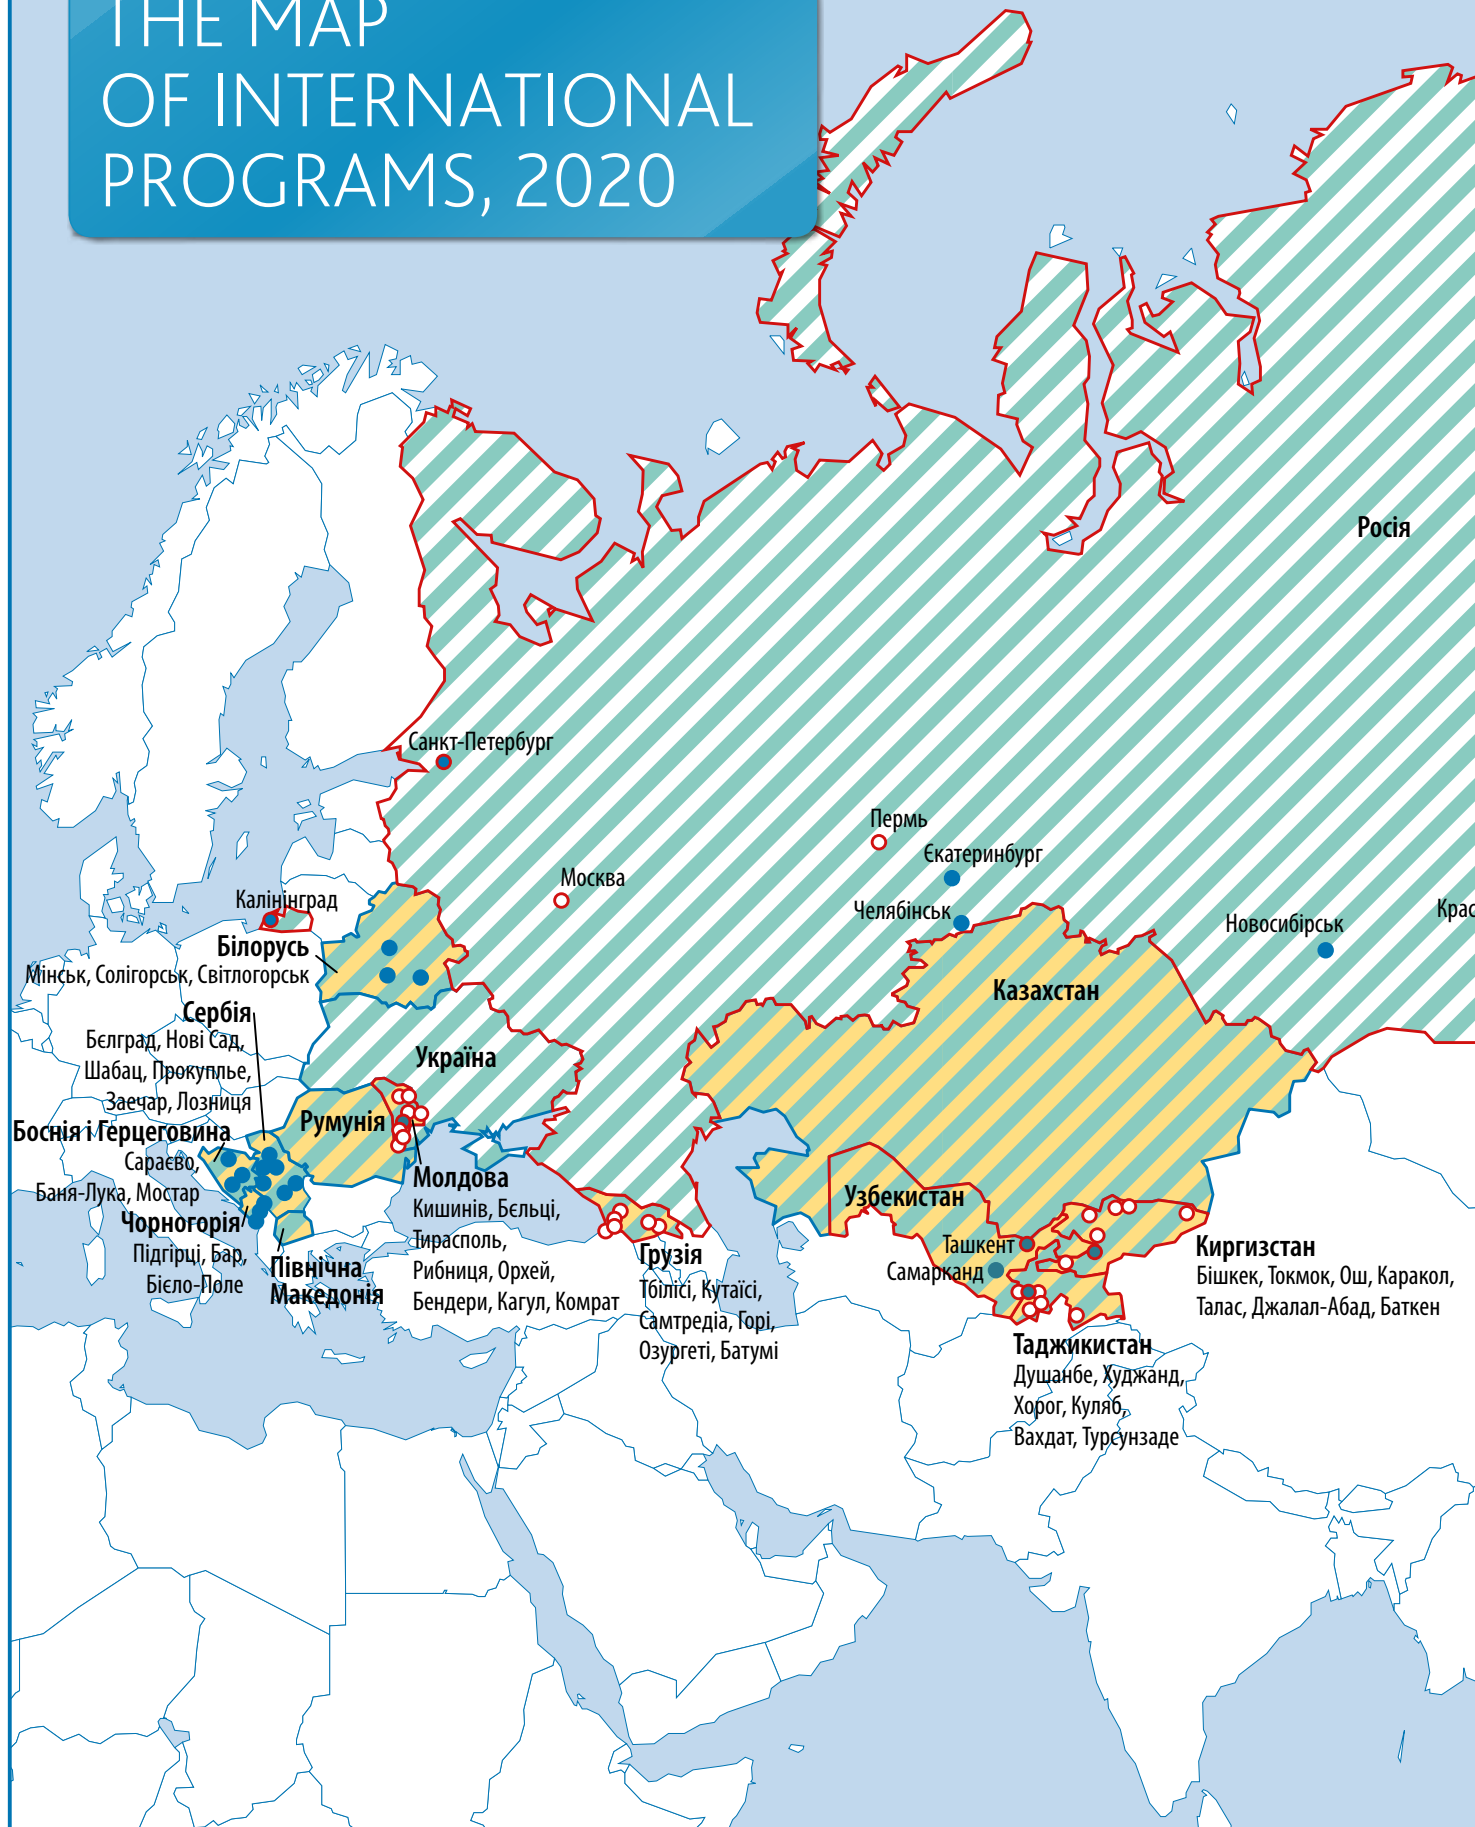 THE MAP
OF INTERNATIONAL
PROGRAMS, 2020
Росія
Санкт-Петербург
Пермь
Єкатеринбург
Москва
Челябінськ
Новосибірськ
Крас
Калінінград
Білорусь
Мінськ, Солігорськ, Світлогорськ
Казахстан
Сербія
Бєлград, Нові Сад,
Шабац, Прокупльє,
Заечар, Лозниця
Україна
Румунія
Боснія і Герцеговина
Сараєво,
Баня-Лука, Мостар
Чорногорія
Підгірці, Бар,
Бієло-Поле
Північна
Македонія
Молдова
Кишинів, Бєльці,
Тирасполь,
Рибниця, Орхей,
Бендери, Кагул, Комрат
Грузія
Тбілісі, Кутаїсі,
Самтредіа, Горі,
Озургеті, Батумі
Узбекистан
Ташкент
Самарканд
Киргизстан
Бішкек, Токмок, Ош, Каракол,
Талас, Джалал-Абад, Баткен
Таджикистан
Душанбе, Худжанд,
Хорог, Куляб,
Вахдат, Турсунзаде